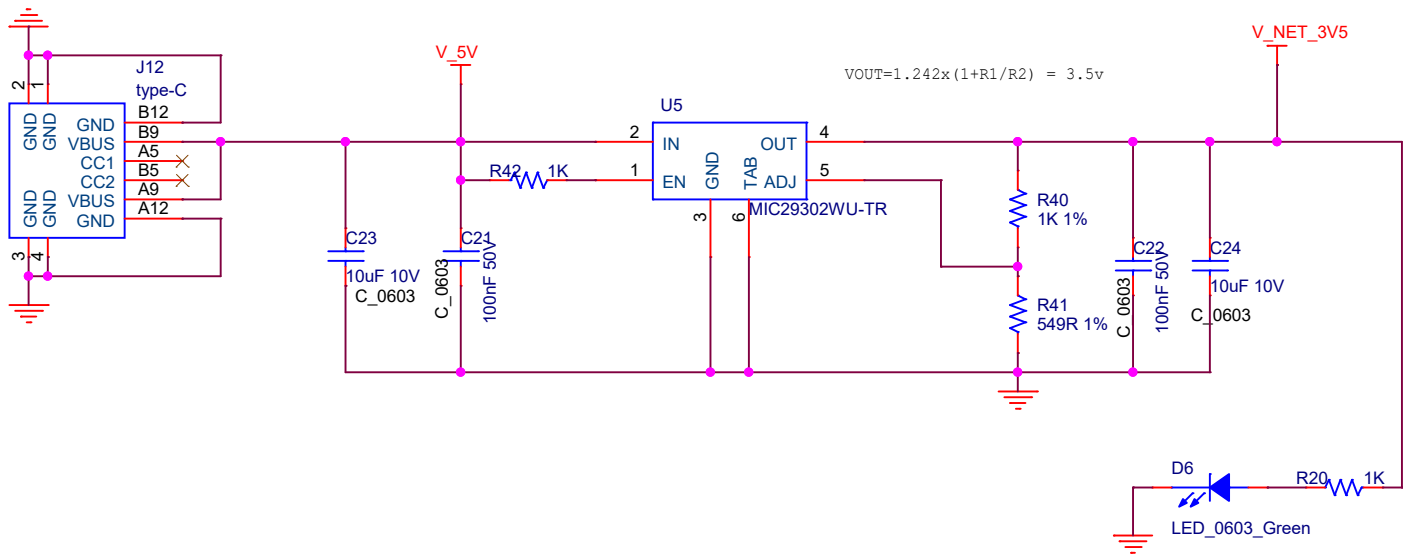 V_5V
V_NET_3V5
VOUT=1.242x(1+R1/R2) = 3.5v
J12
type-C
2
1
GND
GND
GND
B12
VBUS
B9
CC1
A5
CC2
B5
VBUS
A9
GND
A12
GND
GND
3
4
U5
2
IN
OUT
4
1
EN
ADJ
5
GND
TAB
3
6
MIC29302WU-TR
R42
1K
R40
1K 1%
R41
549R 1%
C23
10uF 10V
C_0603
C21
C_0603
100nF 50V
C22
C_0603
100nF 50V
C24
10uF 10V
C_0603
D6
LED_0603_Green
R20
1K